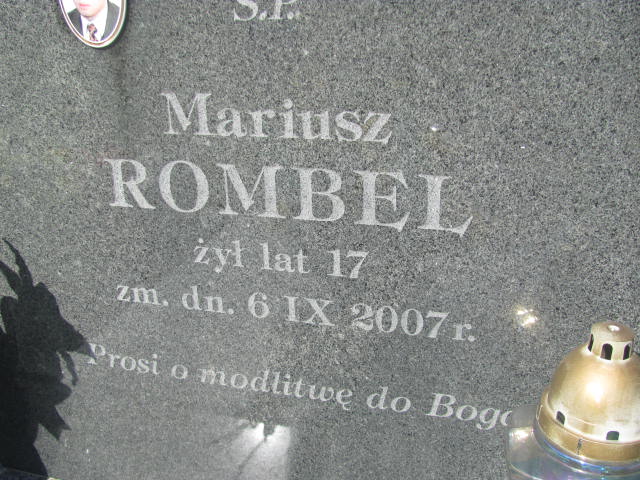 S.P.
Mariusz
ROMBEL
żył lat 17
zm. dn. 6 IX 2007 r.
Prosi o modlitwę do Boga